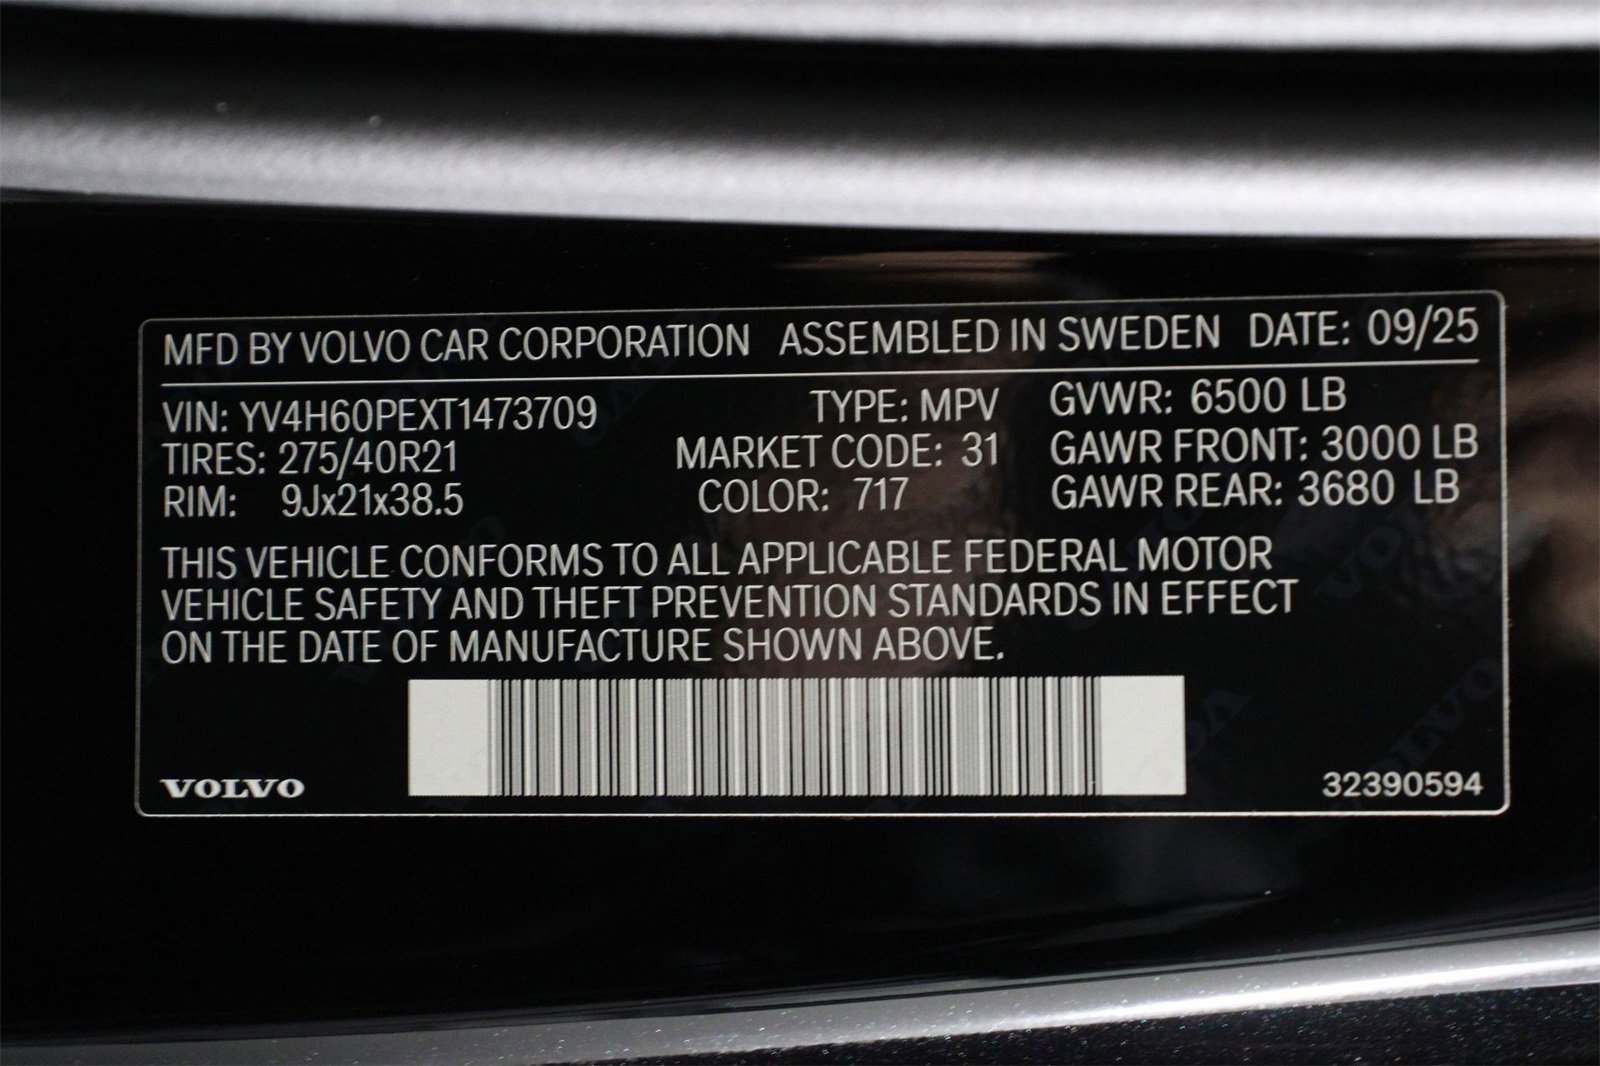 MFD BY VOLVO CAR CORPORATION ASSEMBLED IN SWEDEN DATE: 09/25
VIN: YV4H60PEXT1473709 TYPE: MPV GVWR: 6500 LB
TIRES: 275/40R21 MARKET CODE: 31 GAWR FRONT: 3000 LB
RIM: 9Jx21x38.5 COLOR: 717 GAWR REAR: 3680 LB
THIS VEHICLE CONFORMS TO ALL APPLICABLE FEDERAL MOTOR
VEHICLE SAFETY AND THEFT PREVENTION STANDARDS IN EFFECT
ON THE DATE OF MANUFACTURE SHOWN ABOVE.
VOLVO 32390594